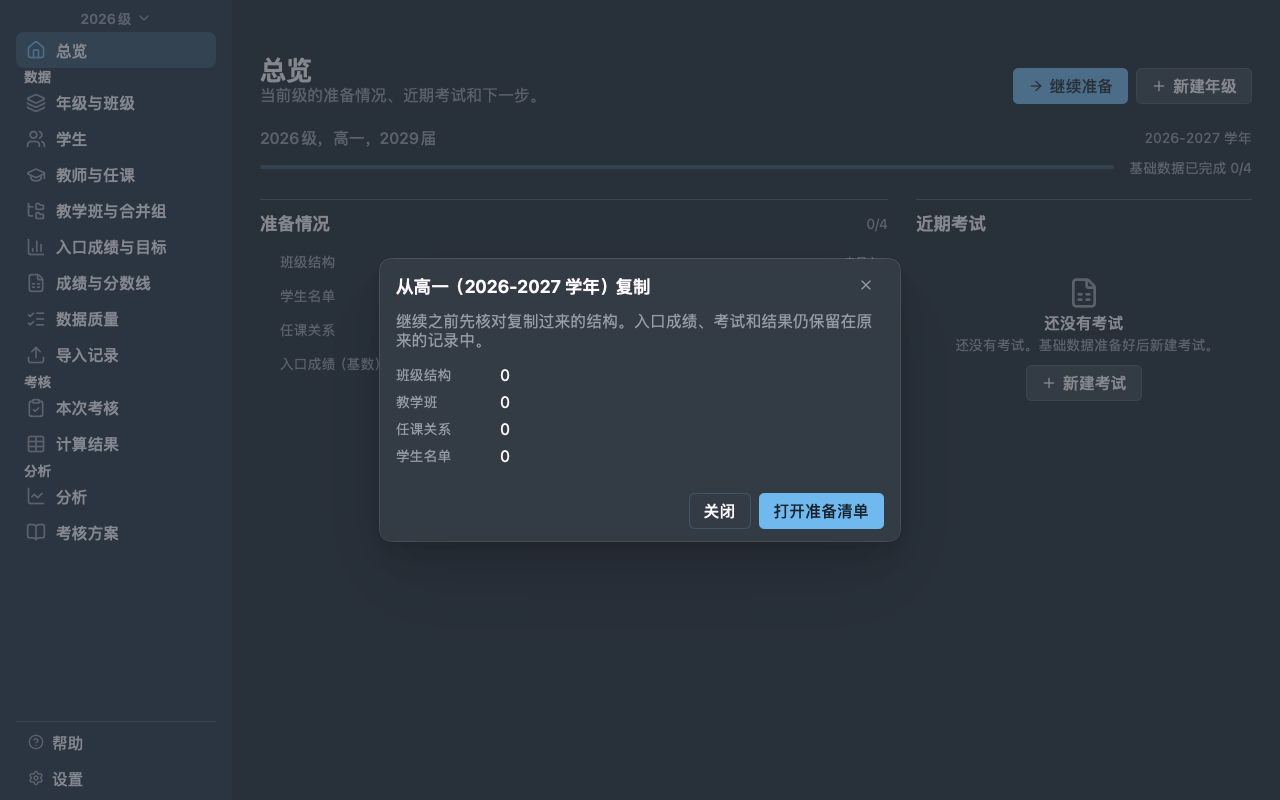 2026级
总览
数据
年级与班级
学生
教师与任课
教学班与合并组
入口成绩与目标
成绩与分数线
数据质量
导入记录
考核
本次考核
计算结果
分析
分析
考核方案
帮助
设置
总览
当前级的准备情况、近期考试和下一步。
继续准备
新建年级
2026级，高一，2029届
2026-2027 学年
基础数据已完成 0/4
准备情况
0/4
班级结构
学生名单
任课关系
入口成绩（基数）
近期考试
还没有考试
还没有考试。基础数据准备好后新建考试。
新建考试
从高一（2026-2027 学年）复制
继续之前先核对复制过来的结构。入口成绩、考试和结果仍保留在原
来的记录中。
班级结构 0
教学班 0
任课关系 0
学生名单 0
关闭
打开准备清单